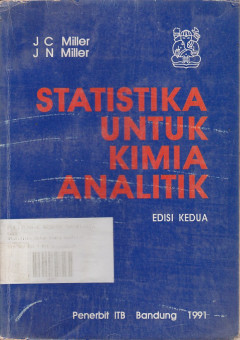 J C Miller
J N Miller
STATISTIKA
UNTUK
KIMIA
ANALITIK
EDISI KEDUA
Penerbit ITB Bandung 1991